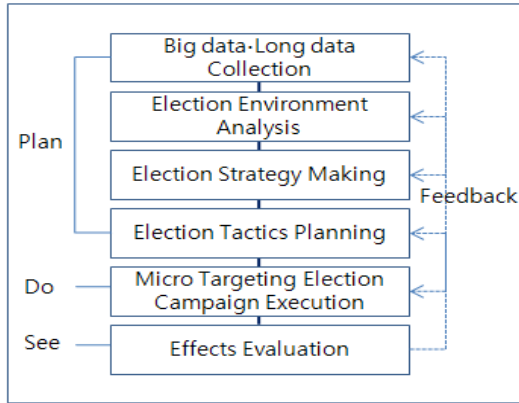 Big data·Long data
Collection
Election Environment
Analysis
Plan
Election Strategy Making
Feedback
Election Tactics Planning
Do
Micro Targeting Election
Campaign Execution
See
Effects Evaluation